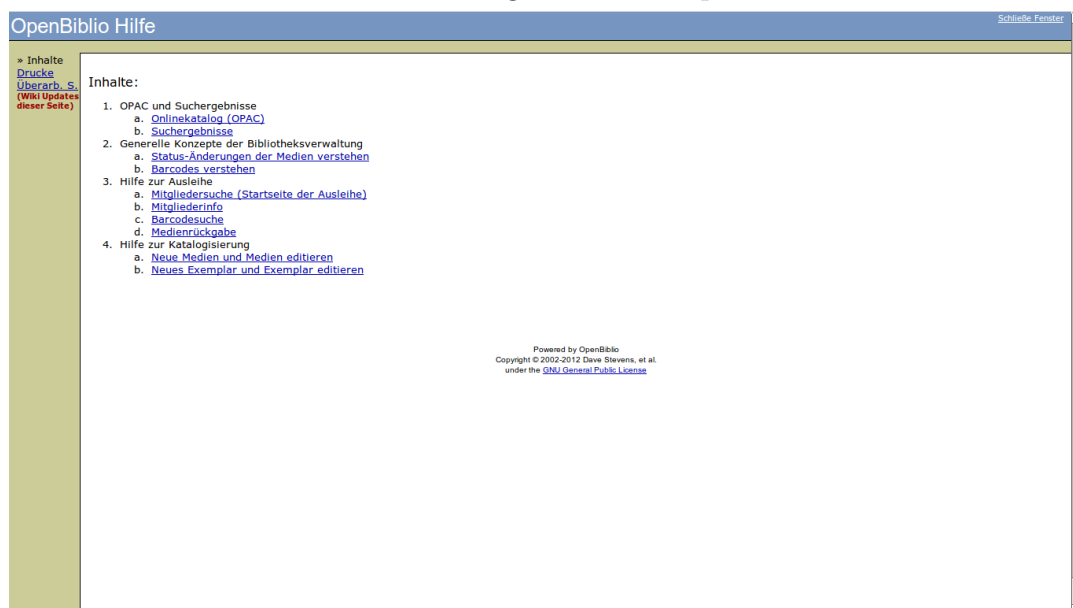 OpenBiblio Hilfe
Schließe Fenster
» Inhalte
Drucke
Überarb. S.
(Wiki Updates
dieser Seite)
Inhalte:
1. OPAC und Suchergebnisse
a. Onlinekatalog (OPAC)
b. Suchergebnisse
2. Generelle Konzepte der Bibliotheksverwaltung
a. Status-Änderungen der Medien verstehen
b. Barcodes verstehen
3. Hilfe zur Ausleihe
a. Mitgliedersuche (Startseite der Ausleihe)
b. Mitgliederinfo
c. Barcodesuche
d. Medienrückgabe
4. Hilfe zur Katalogisierung
a. Neue Medien und Medien editieren
b. Neues Exemplar und Exemplar editieren
Powered by OpenBiblio
Copyright © 2002-2012 Dave Stevens, et al.
under the GNU General Public License